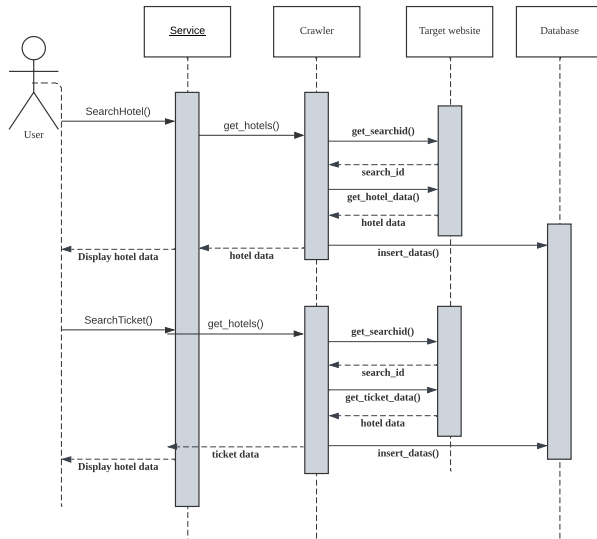 Service
Crawler
Target website
Database
User
SearchHotel()
get_hotels()
get_searchid()
search_id
get_hotel_data()
hotel data
insert_datas()
hotel data
Display hotel data
SearchTicket()
get_hotels()
get_searchid()
search_id
get_ticket_data()
hotel data
insert_datas()
ticket data
Display hotel data